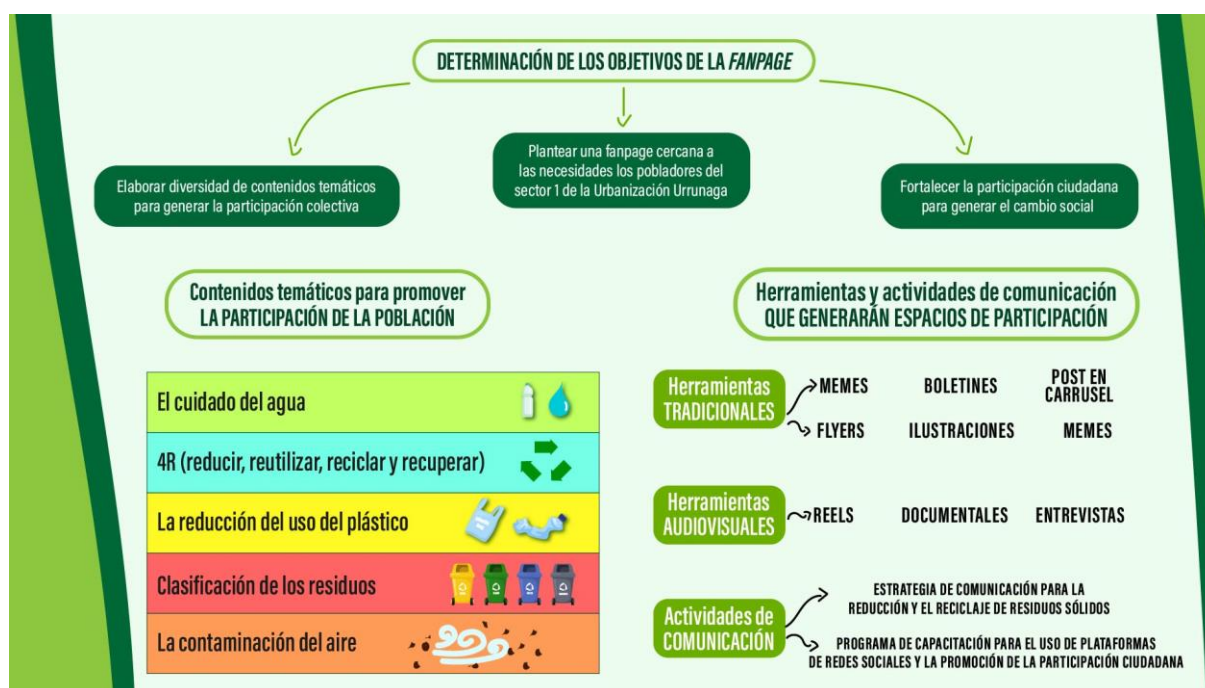 DETERMINACIÓN DE LOS OBJETIVOS DE LA FANPAGE
Elaborar diversidad de contenidos temáticos
para generar la participación colectiva
Plantear una fanpage cercana a
las necesidades los pobladores del
sector 1 de la Urbanización Urrunaga
Fortalecer la participación ciudadana
para generar el cambio social
Contenidos temáticos para promover
LA PARTICIPACIÓN DE LA POBLACIÓN
El cuidado del agua
4R (reducir, reutilizar, reciclar y recuperar)
La reducción del uso del plástico
Clasificación de los residuos
La contaminación del aire
Herramientas y actividades de comunicación
QUE GENERARÁN ESPACIOS DE PARTICIPACIÓN
Herramientas
TRADICIONALES
MEMES
BOLETINES
POST EN
CARRUSEL
FLYERS
ILUSTRACIONES
MEMES
Herramientas
AUDIOVISUALES
REELS
DOCUMENTALES
ENTREVISTAS
Actividades de
COMUNICACIÓN
ESTRATEGIA DE COMUNICACIÓN PARA LA
REDUCCIÓN Y EL RECICLAJE DE RESIDUOS SÓLIDOS
PROGRAMA DE CAPACITACIÓN PARA EL USO DE PLATAFORMAS
DE REDES SOCIALES Y LA PROMOCIÓN DE LA PARTICIPACIÓN CIUDADANA